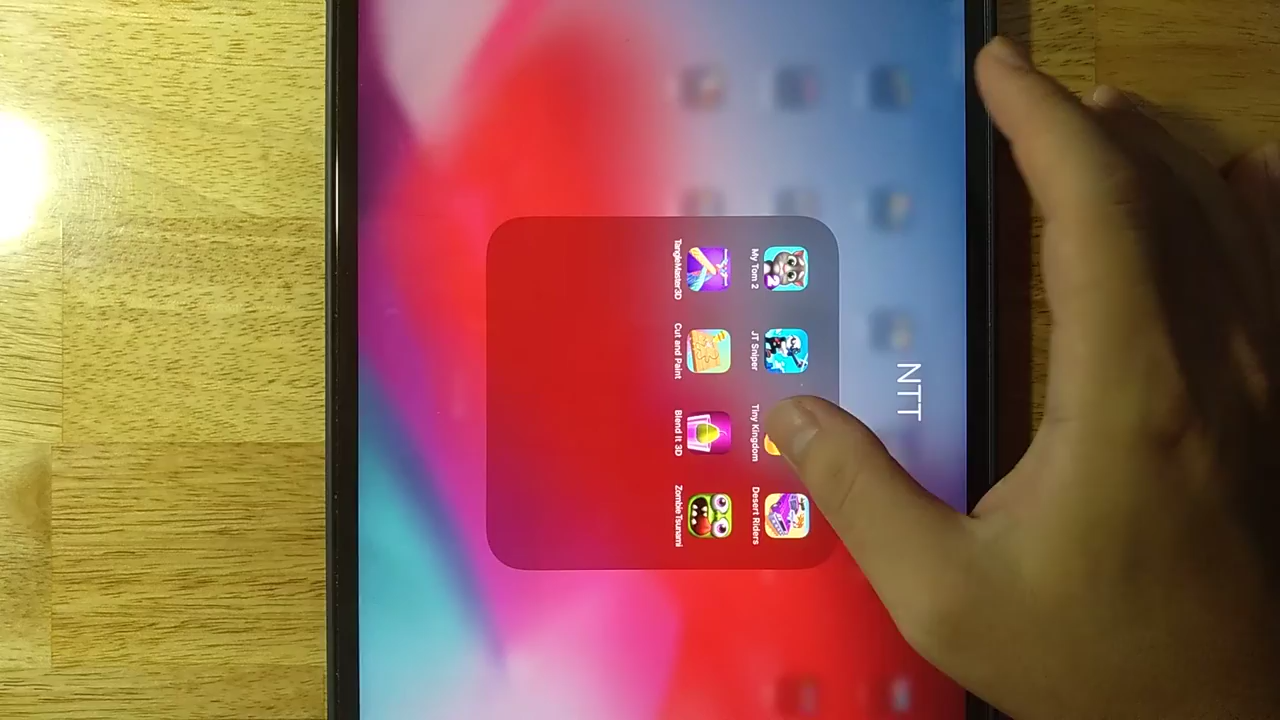 NTT
My Tom 2
JT Sniper
Tiny Kingdom
Desert Riders
TangleMaster3D
Cut and Paint
Blend It 3D
Zombie Tsunami